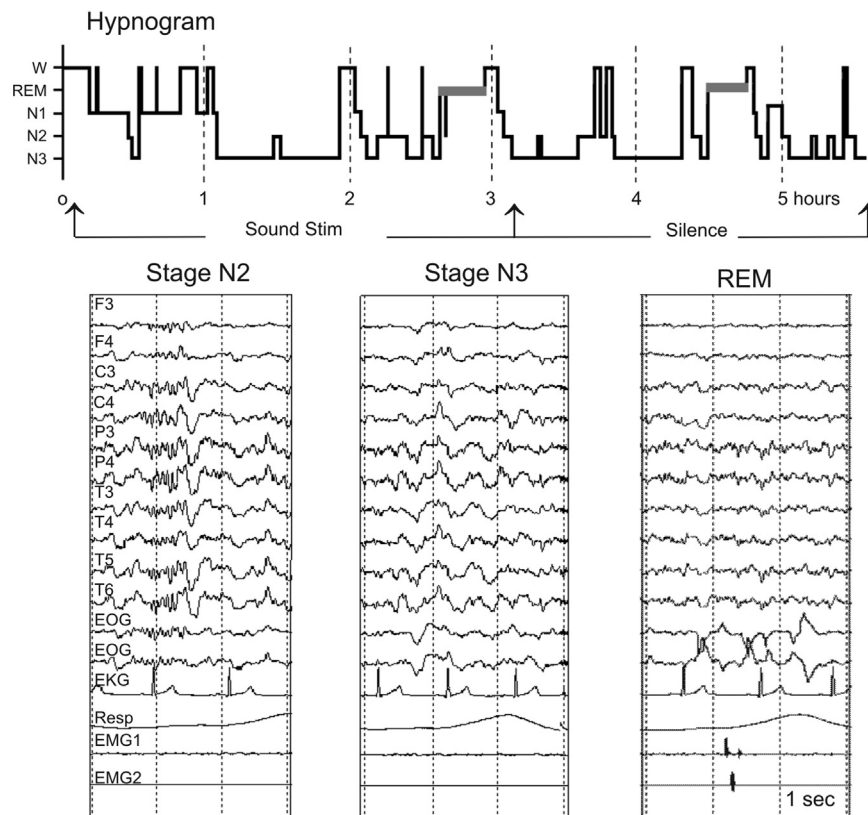 Hypnogram
W
REM
N1
N2
N3
o 1 2 3 4 5 hours
Sound Stim Silence
Stage N2 Stage N3 REM
F3
F4
C3
C4
P3
P4
T3
T4
T5
T6
EOG
EOG
EKG
Resp
EMG1
EMG2
1 sec